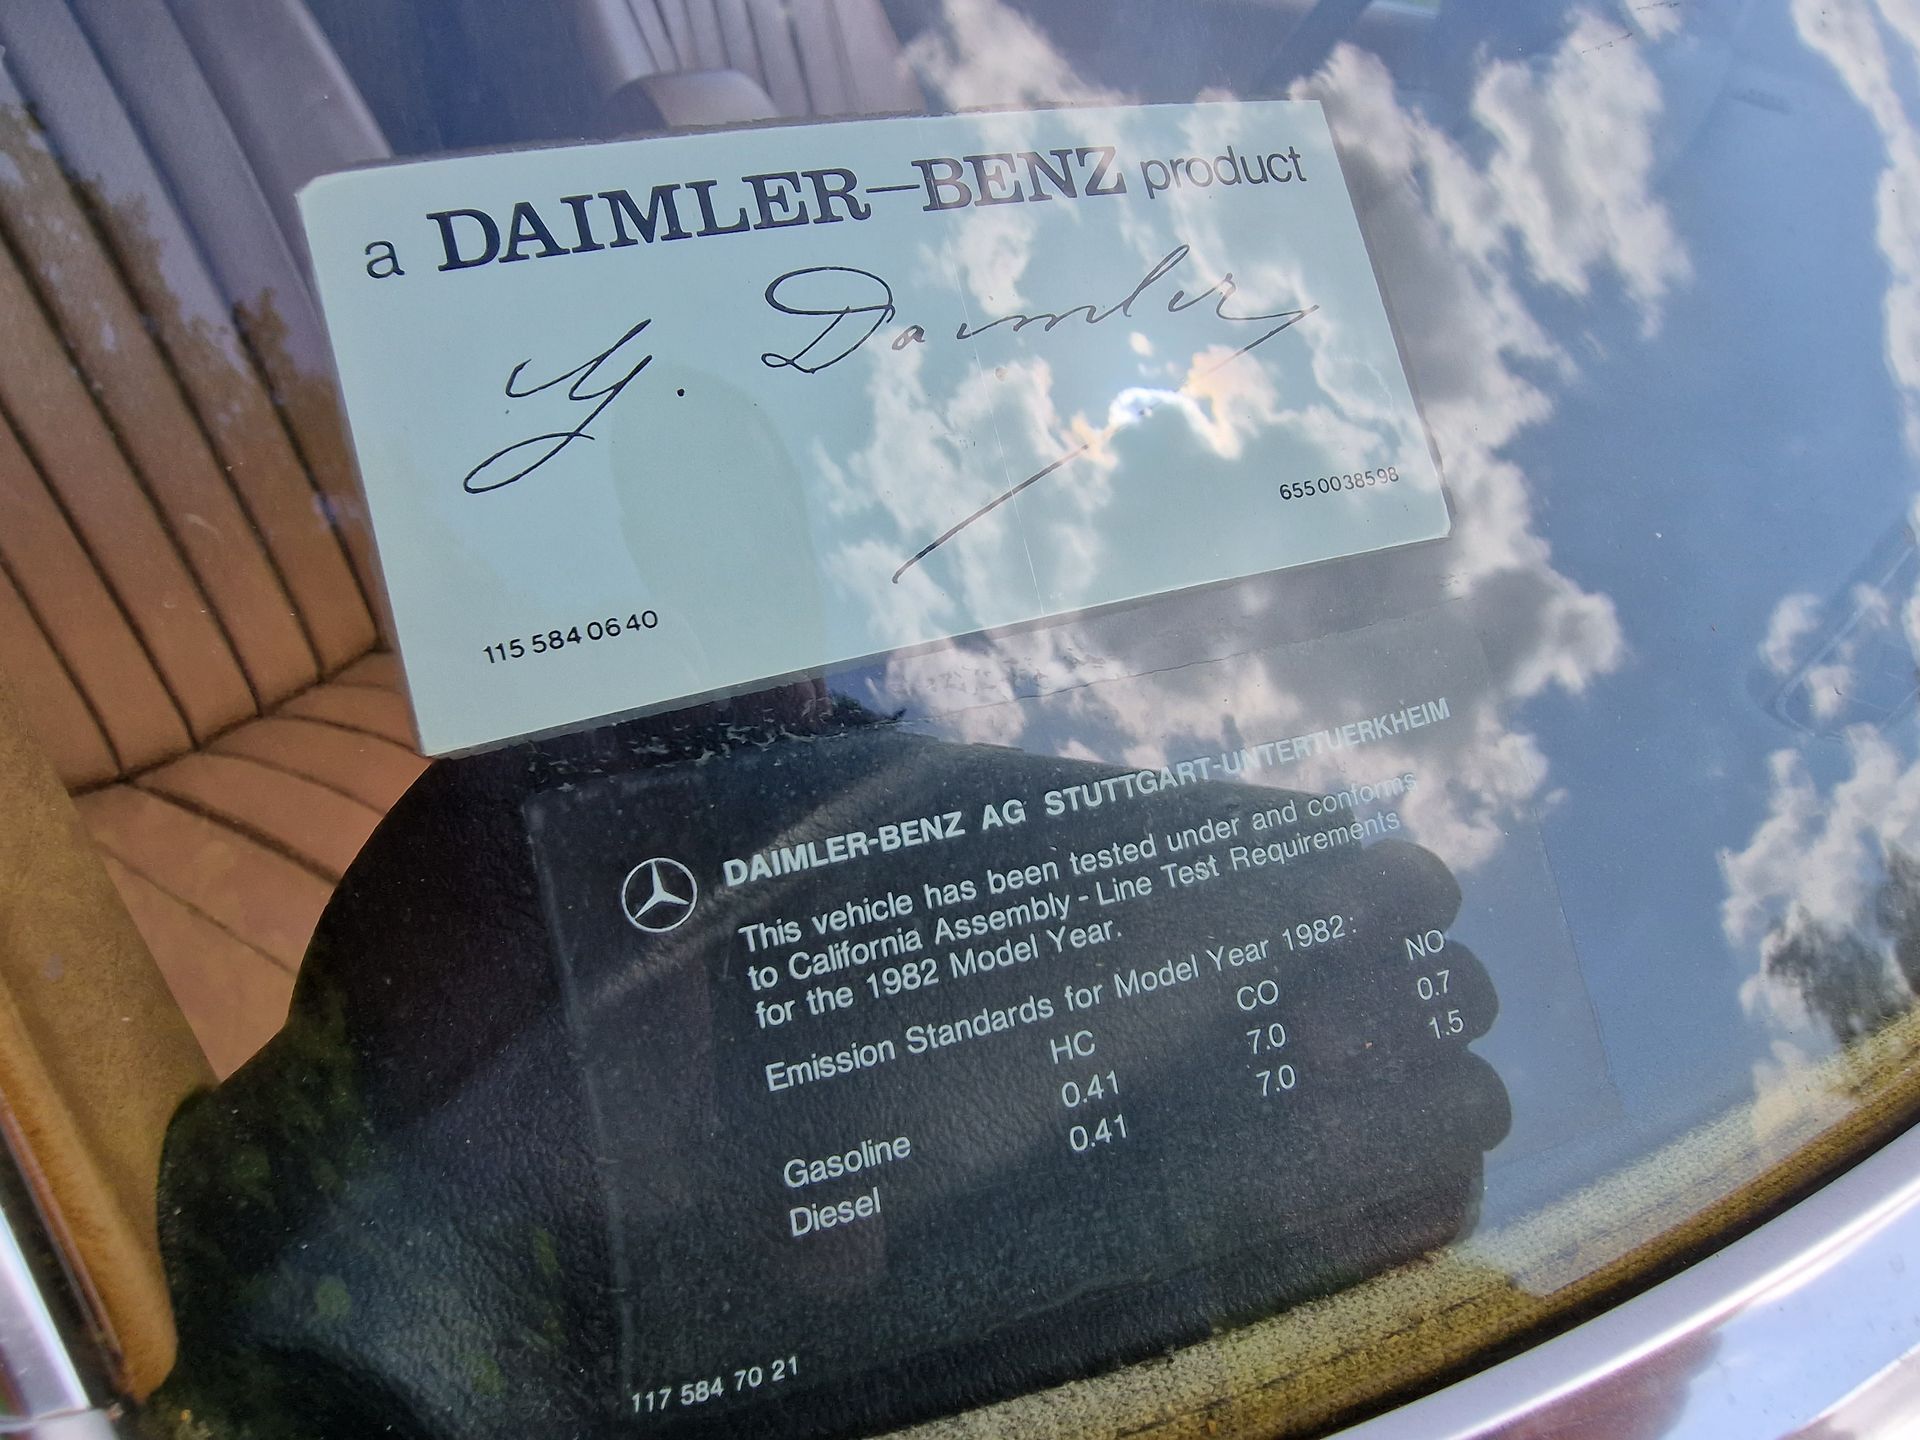 a DAIMLER-BENZ product
G. Daimler
6550038598
115 584 06 40
DAIMLER-BENZ AG STUTTGART-UNTERTUERKHEIM
This vehicle has been tested under and conforms
to California Assembly - Line Test Requirements
for the 1982 Model Year.
Emission Standards for Model Year 1982:
HC CO NO
Gasoline 0.41 7.0 0.7
Diesel 0.41 7.0 1.5
117 584 70 21